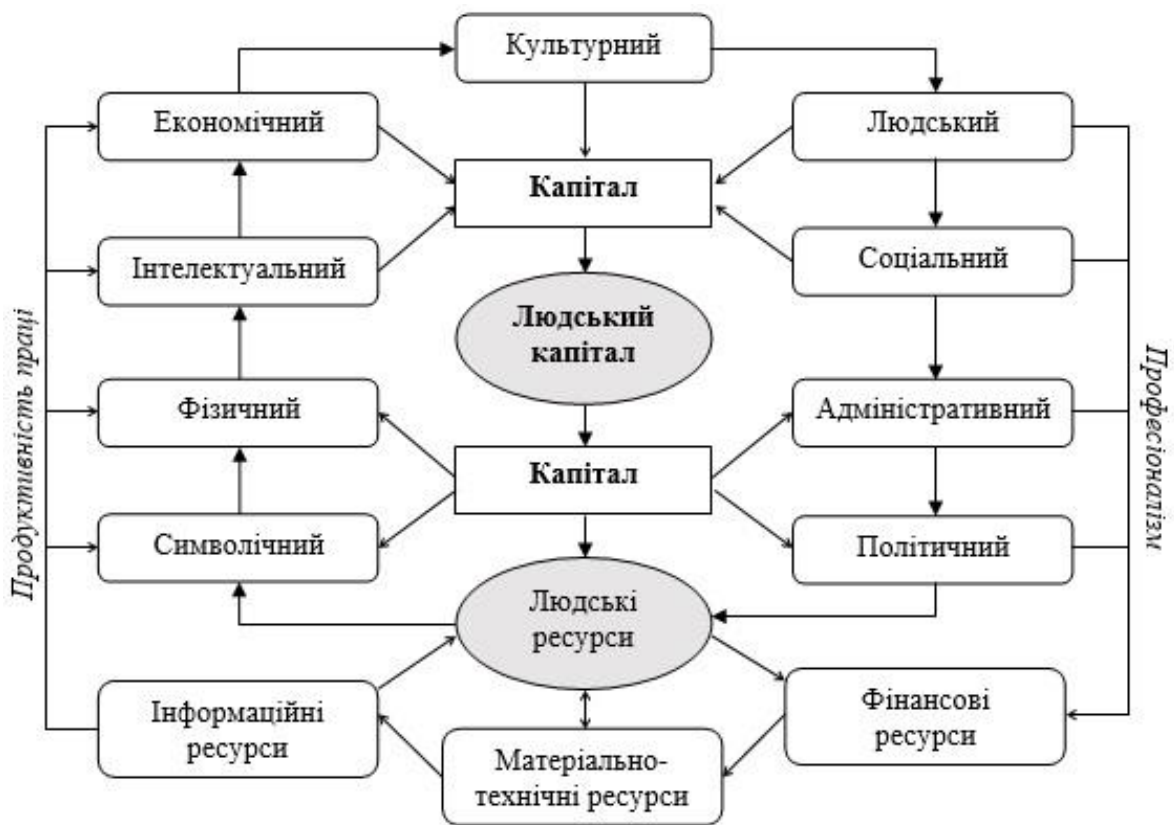 Культурний
Економічний
Людський
Капітал
Інтелектуальний
Соціальний
Людський
капітал
Фізичний
Адміністративний
Капітал
Символічний
Політичний
Людські
ресурси
Інформаційні
ресурси
Фінансові
ресурси
Матеріально-
технічні ресурси
Продуктивність праці
Професіоналізм